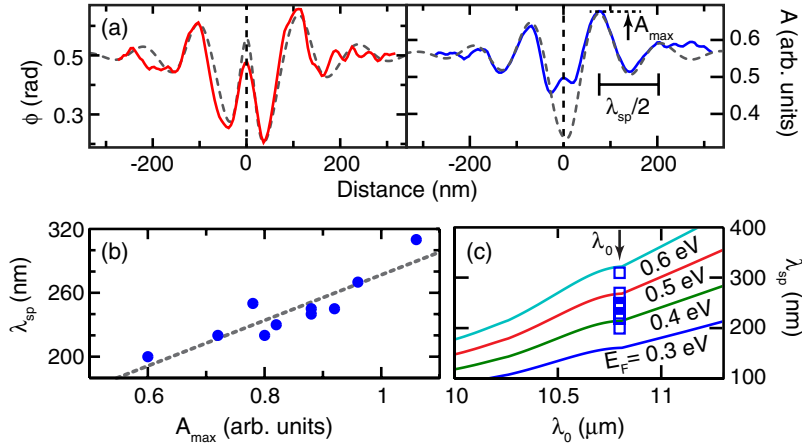 (a)
ϕ (rad)
0.5
0.3
-200
0
200
A_max
λ_sp/2
0.6
0.5
0.4
A (arb. units)
-200
0
200
Distance (nm)
(b)
λ_sp (nm)
320
260
200
0.6
0.8
1
A_max (arb. units)
(c)
λ_0
0.6 eV
0.5 eV
0.4 eV
E_F = 0.3 eV
400
300
200
100
λ_sp (nm)
10
10.5
11
λ_0 (μm)